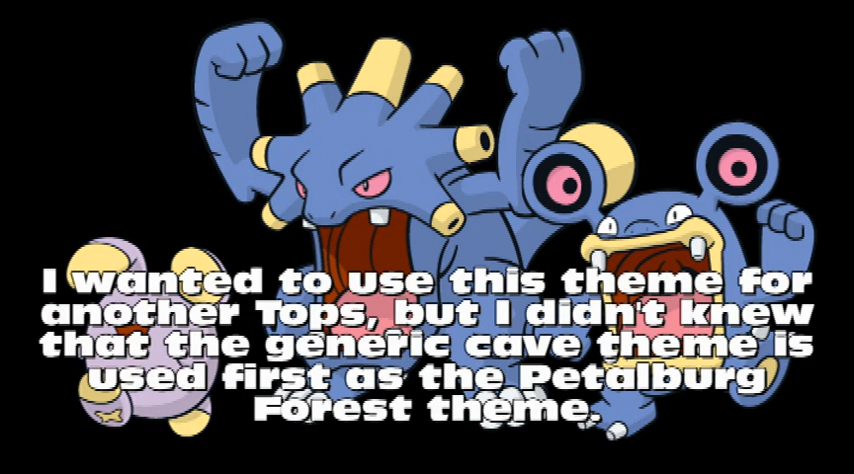 I wanted to use this theme for
another Tops, but I didn't knew
that the generic cave theme is
used first as the Petalburg
Forest theme.